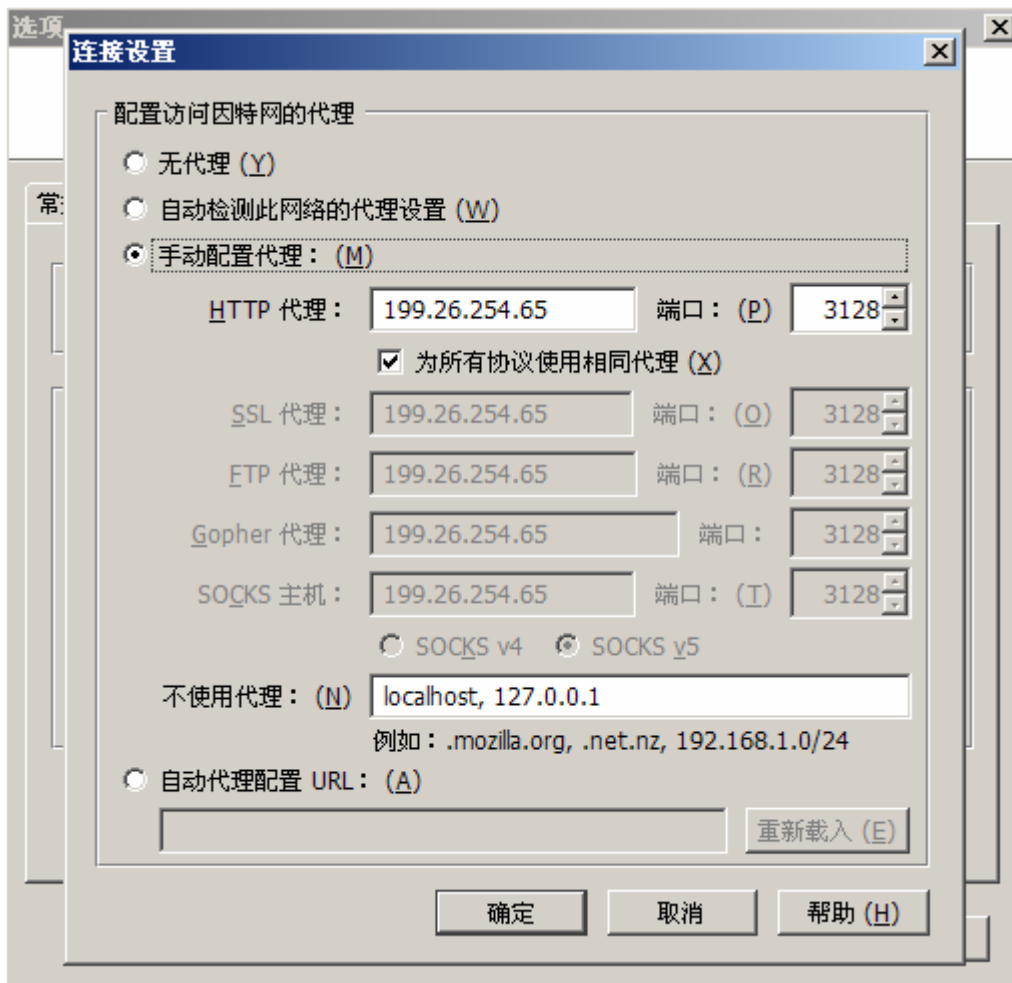 选项
连接设置
配置访问因特网的代理
无代理 (Y)
自动检测此网络的代理设置 (W)
常
手动配置代理： (M)
HTTP 代理： 199.26.254.65 端口： (P) 3128
为所有协议使用相同代理 (X)
SSL 代理： 199.26.254.65 端口： (O) 3128
FTP 代理： 199.26.254.65 端口： (R) 3128
Gopher 代理： 199.26.254.65 端口： 3128
SOCKS 主机： 199.26.254.65 端口： (T) 3128
SOCKS v4 SOCKS v5
不使用代理： (N) localhost, 127.0.0.1
例如：.mozilla.org, .net.nz, 192.168.1.0/24
自动代理配置 URL： (A)
重新载入 (E)
确定 取消 帮助 (H)